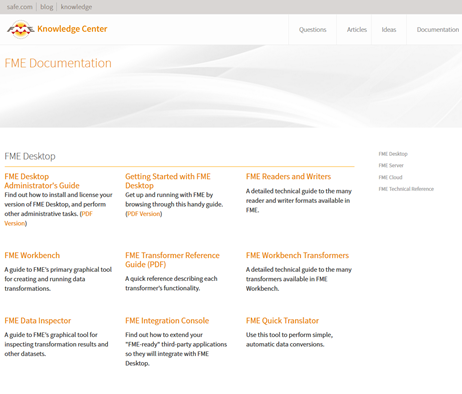 safe.com | blog | knowledge
Knowledge Center
Questions
Articles
Ideas
Documentation
FME Documentation
FME Desktop
FME Desktop
Administrator's Guide
Find out how to install and license
your version of FME Desktop, and perform
other administrative tasks. (PDF
Version)
Getting Started with FME
Desktop
Get up and running with FME by
browsing through this handy guide.
(PDF Version)
FME Readers and Writers
A detailed technical guide to the many
reader and writer formats available in
FME.
FME Workbench
A guide to FME's primary graphical tool
for creating and running data
transformations.
FME Transformer Reference
Guide (PDF)
A quick reference describing each
transformer's functionality.
FME Workbench Transformers
A detailed technical guide to the many
transformers available in FME
Workbench.
FME Data Inspector
A guide to FME's graphical tool for
inspecting transformation results and
other datasets.
FME Integration Console
Find out how to extend your
"FME-ready" third-party applications
so they will integrate with FME
Desktop.
FME Quick Translator
Use this tool to perform simple,
automatic data conversions.
FME Desktop
FME Server
FME Cloud
FME Technical Reference